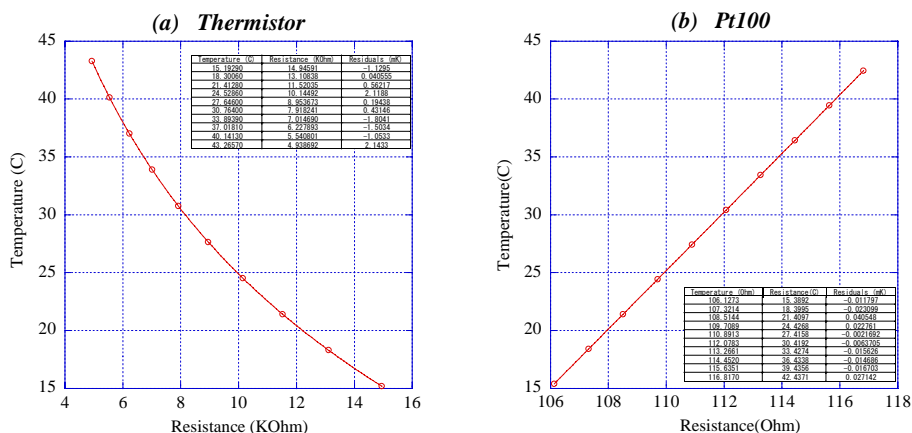 (a) Thermistor
45
40
35
30
25
20
15
Temperature (C)
Temperature (C) Resistance (KOhm) Residuals (mK)
15.19290 14.94591 -1.1295
18.30060 13.10838 0.040555
21.41280 11.52035 0.56217
24.52860 10.14492 2.1188
27.64600 8.953673 0.19438
30.76400 7.918241 0.43146
33.89390 7.014690 -1.8041
37.01810 6.227893 -1.5034
40.14130 5.540801 -1.0533
43.26570 4.938692 2.1433
4 6 8 10 12 14 16
Resistance (KOhm)
(b) Pt100
45
40
35
30
25
20
15
Temperature(C)
Temperature (Ohm) Resistance(C) Residuals (mK)
106.1273 15.3892 -0.011797
107.3214 18.3995 -0.023099
108.5144 21.4097 0.040548
109.7089 24.4268 0.022761
110.8913 27.4158 -0.0021692
112.0783 30.4192 -0.0063705
113.2661 33.4274 -0.015626
114.4520 36.4338 -0.014686
115.6351 39.4356 -0.016703
116.8170 42.4371 0.027142
106 108 110 112 114 116 118
Resistance(Ohm)